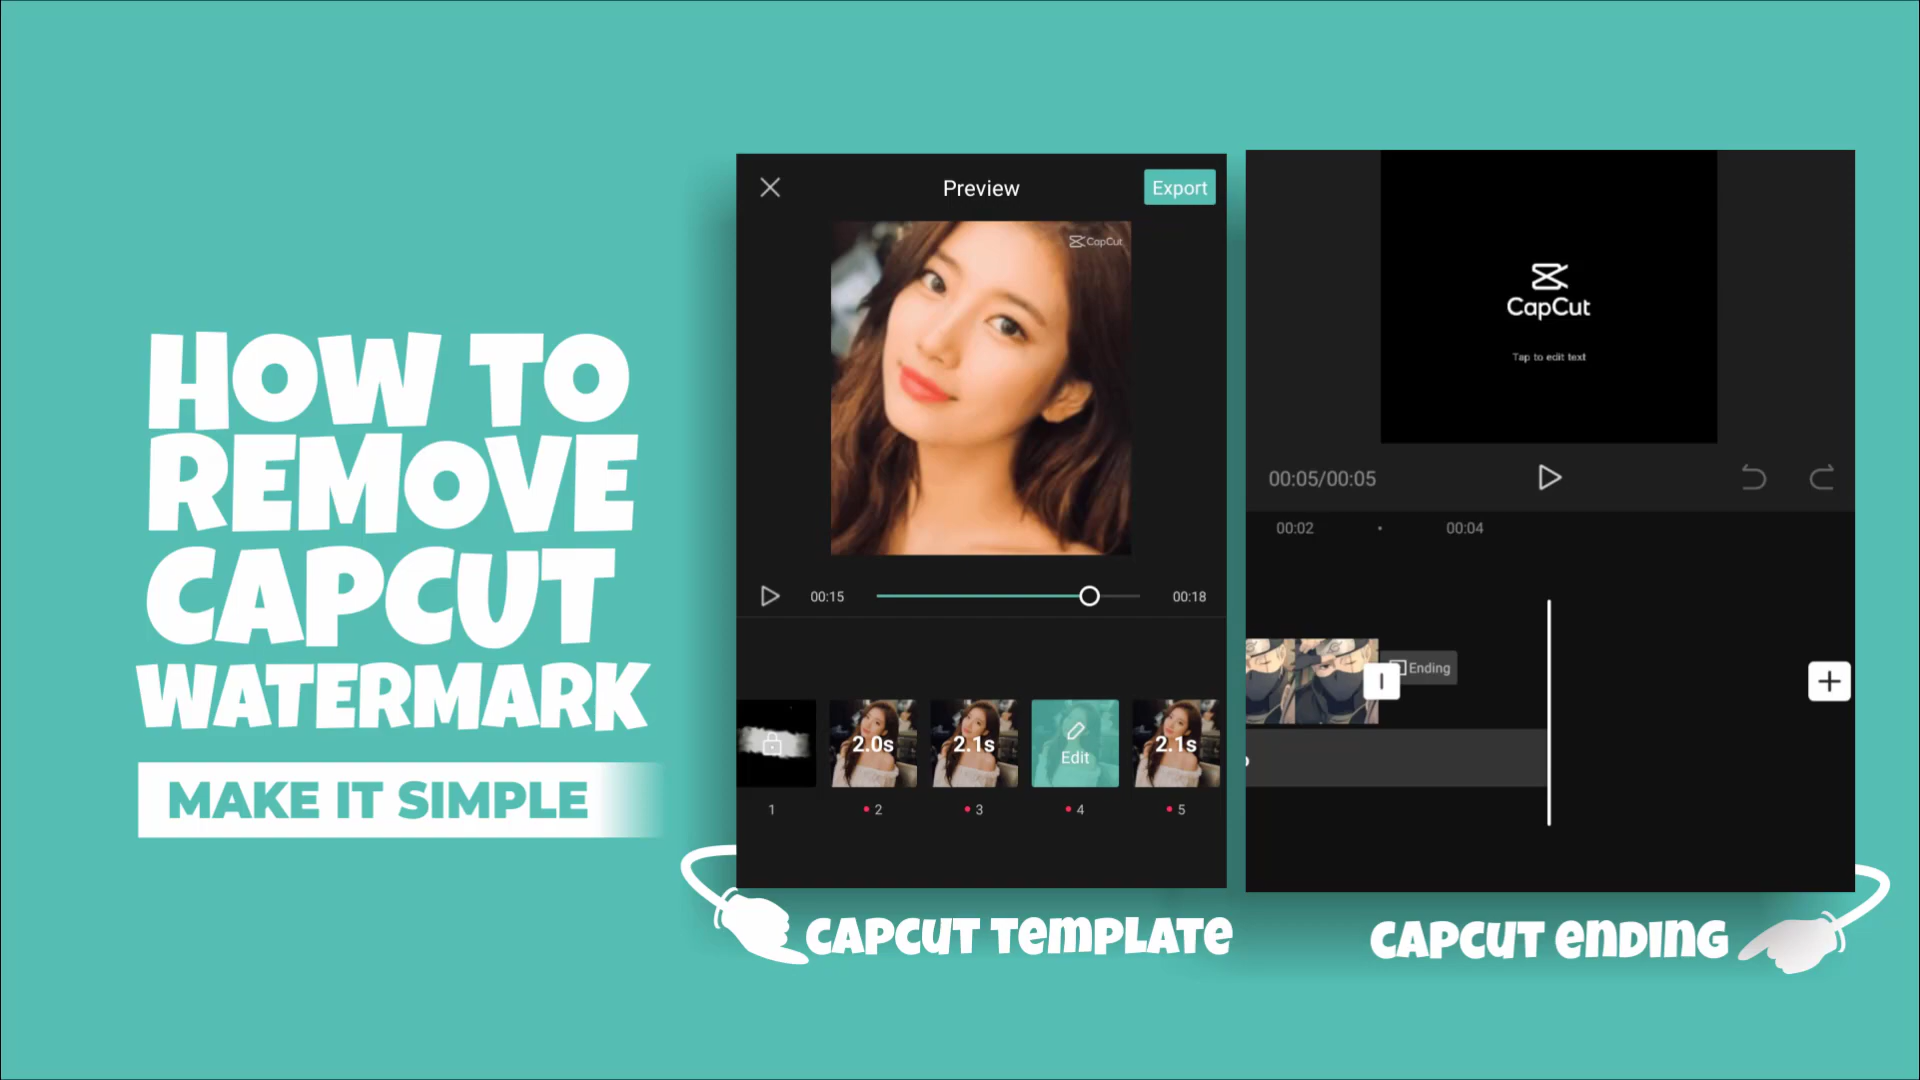 HOW TO
REMOVE
CAPCUT
WATERMARK
MAKE IT SIMPLE
Preview
Export
CapCut
00:15
00:18
2.0s
2.1s
Edit
2.1s
1
2
3
4
5
CAPCUT TEMPLATE
CapCut
Tap to edit text
00:05/00:05
00:02
00:04
Ending
CAPCUT ENDING